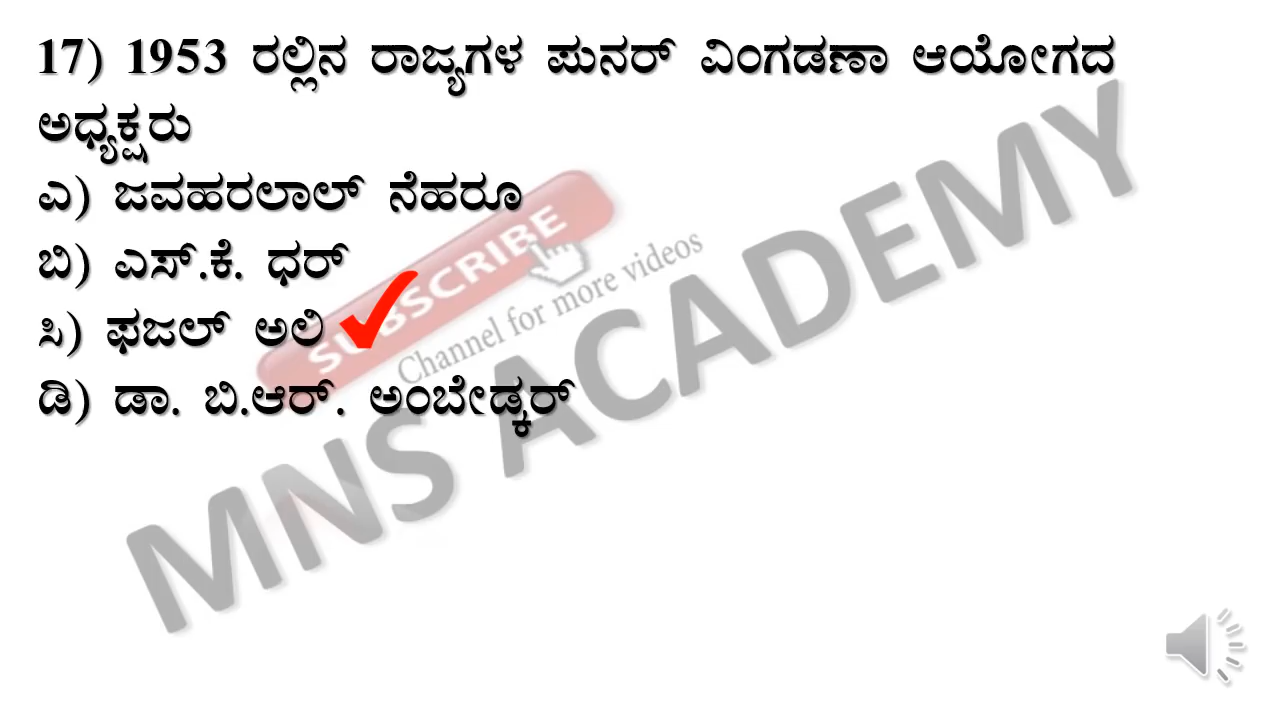 17) 1953 ರಲ್ಲಿನ ರಾಜ್ಯಗಳ ಪುನರ್ ವಿಂಗಡಣಾ ಆಯೋಗದ
ಅಧ್ಯಕ್ಷರು
ಎ) ಜವಹರಲಾಲ್ ನೆಹರೂ
ಬಿ) ಎಸ್.ಕೆ. ಧರ್
ಸಿ) ಫಜಲ್ ಅಲಿ
ಡಿ) ಡಾ. ಬಿ.ಆರ್. ಅಂಬೇಡ್ಕರ್
SUBSCRIBE
Channel for more videos
MNS ACADEMY